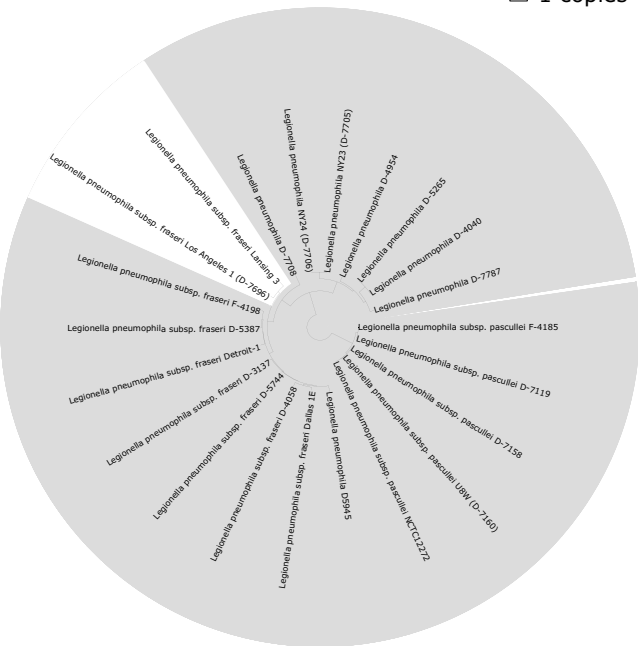 1 copies
Legionella pneumophila NY23 (D-7705)
Legionella pneumophila D-4954
Legionella pneumophila D-5265
Legionella pneumophila D-4040
Legionella pneumophila D-7787
Legionella pneumophila subsp. pascullei F-4185
Legionella pneumophila subsp. pascullei D-7119
Legionella pneumophila subsp. pascullei D-7158
Legionella pneumophila subsp. pascullei U8W (D-7160)
Legionella pneumophila subsp. pascullei NCTC12272
Legionella pneumophila D5945
Legionella pneumophila subsp. fraseri Dallas 1E
Legionella pneumophila subsp. fraseri D-4058
Legionella pneumophila subsp. fraseri D-5744
Legionella pneumophila subsp. fraseri D-3137
Legionella pneumophila subsp. fraseri Detroit-1
Legionella pneumophila subsp. fraseri D-5387
Legionella pneumophila subsp. fraseri F-4198
Legionella pneumophila subsp. fraseri Los Angeles 1 (D-7696)
Legionella pneumophila subsp. fraseri Lansing 3
Legionella pneumophila D-7708
Legionella pneumophila NY24 (D-7706)